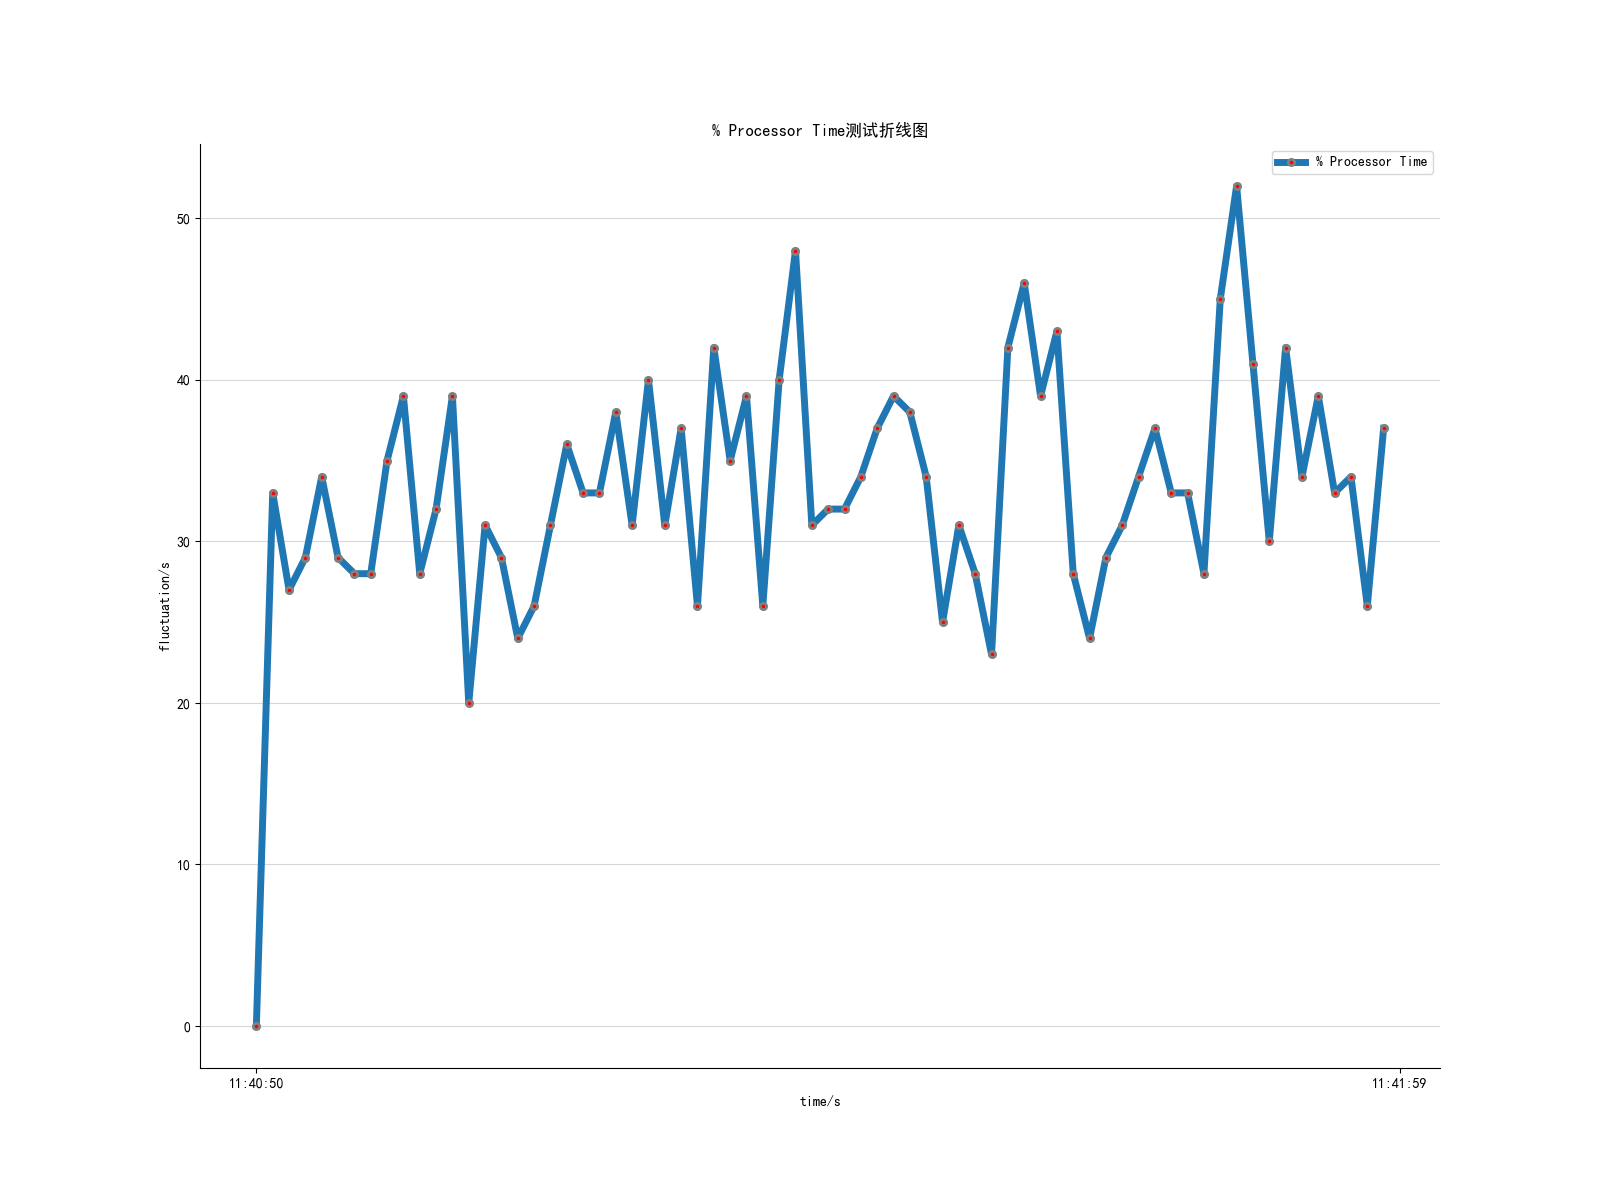 % Processor Time测试折线图
% Processor Time
50
40
30
20
10
0
fluctuation/s
11:40:50
11:41:59
time/s